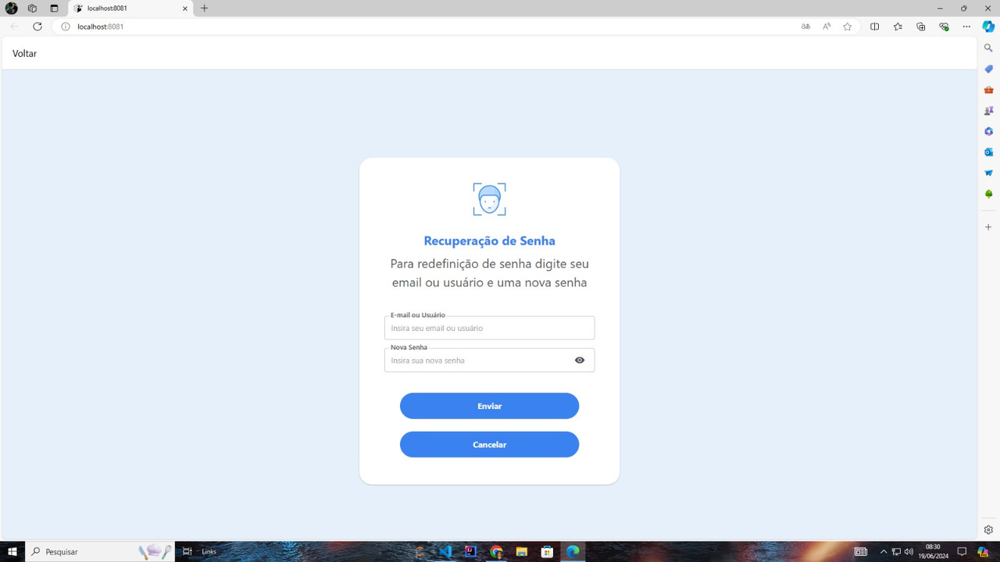 localhost:8081
localhost:8081
Voltar
Recuperação de Senha
Para redefinição de senha digite seu
email ou usuário e uma nova senha
E-mail ou Usuário
Insira seu email ou usuário
Nova Senha
Insira sua nova senha
Enviar
Cancelar
Pesquisar
Links
08:30
19/06/2024